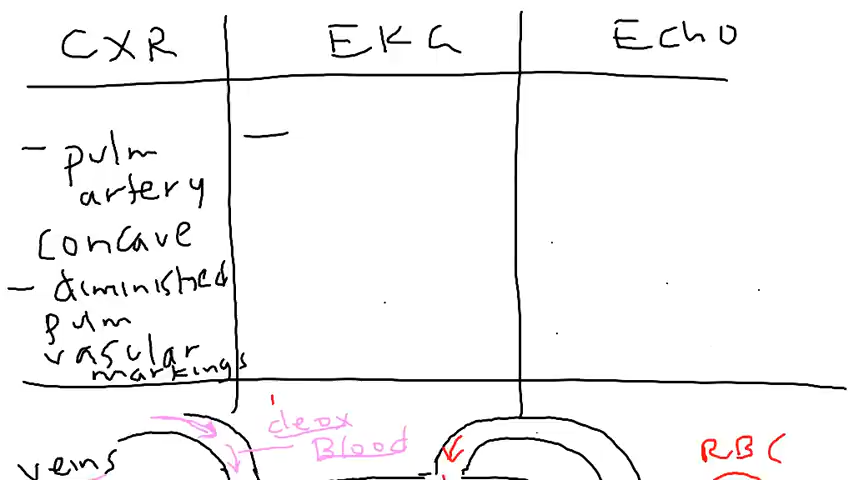 CXR
EKG
Echo
- pulm
artery
concave
- diminished
pulm
vascular
markings
deox
Blood
veins
RBC